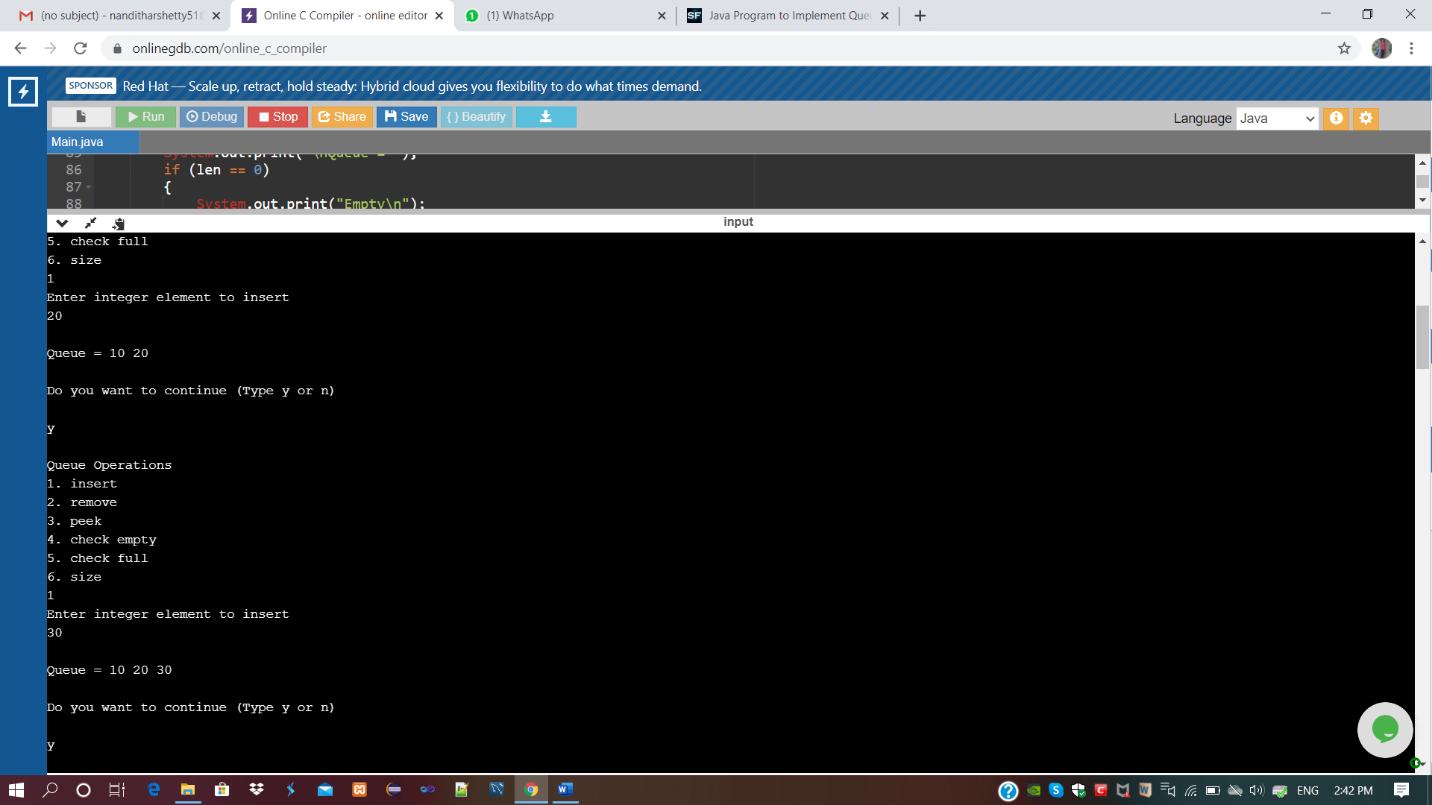 (no subject) - nanditharshetty51
Online C Compiler - online editor
(1) WhatsApp
Java Program to Implement Que
onlinegdb.com/online_c_compiler
SPONSOR Red Hat — Scale up, retract, hold steady: Hybrid cloud gives you flexibility to do what times demand.
Run Debug Stop Share Save { } Beautify
Language Java
Main.java
85 System.out.print("\nQueue = ");
86 if (len == 0)
87 {
88 System.out.print("Empty\n");
input
5. check full
6. size
1
Enter integer element to insert
20
Queue = 10 20
Do you want to continue (Type y or n)
y
Queue Operations
1. insert
2. remove
3. peek
4. check empty
5. check full
6. size
1
Enter integer element to insert
30
Queue = 10 20 30
Do you want to continue (Type y or n)
y
ENG 2:42 PM